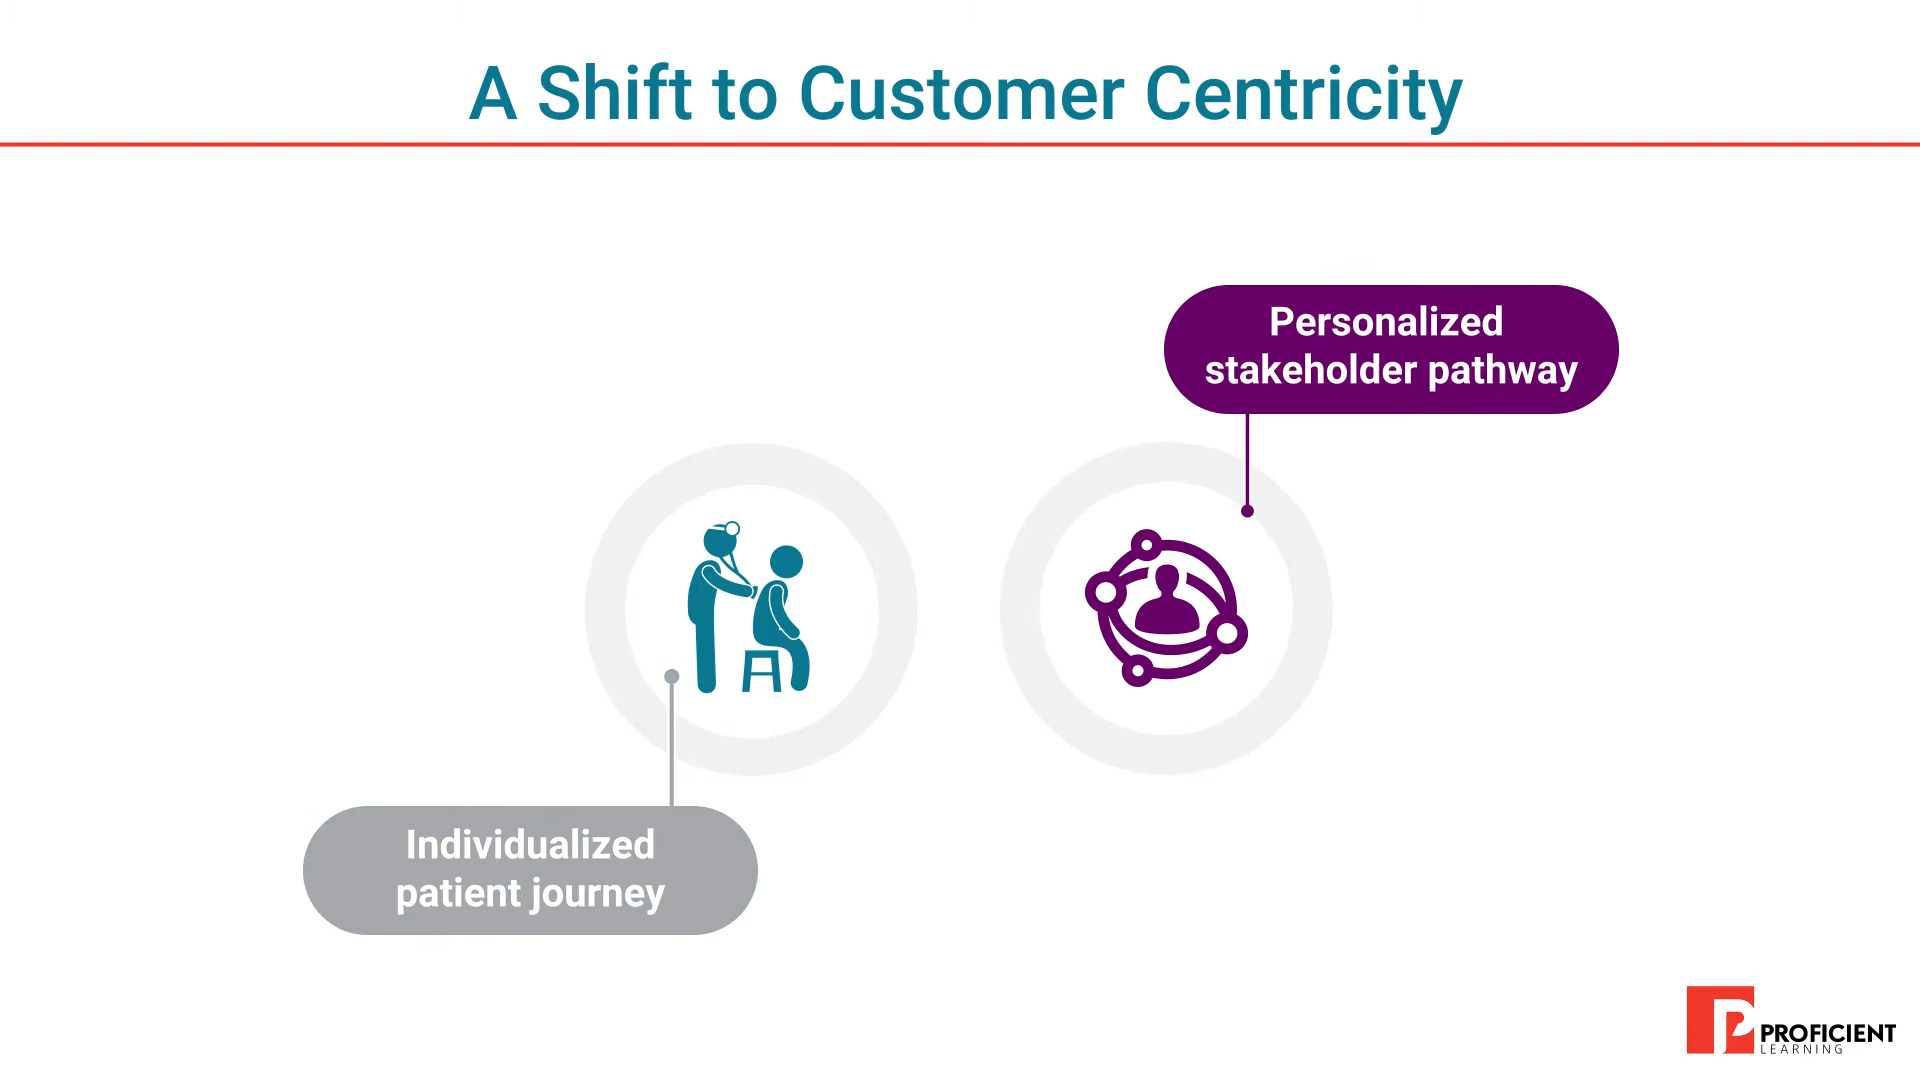 A Shift to Customer Centricity
Personalized
stakeholder pathway
Individualized
patient journey
PROFICIENT
LEARNING